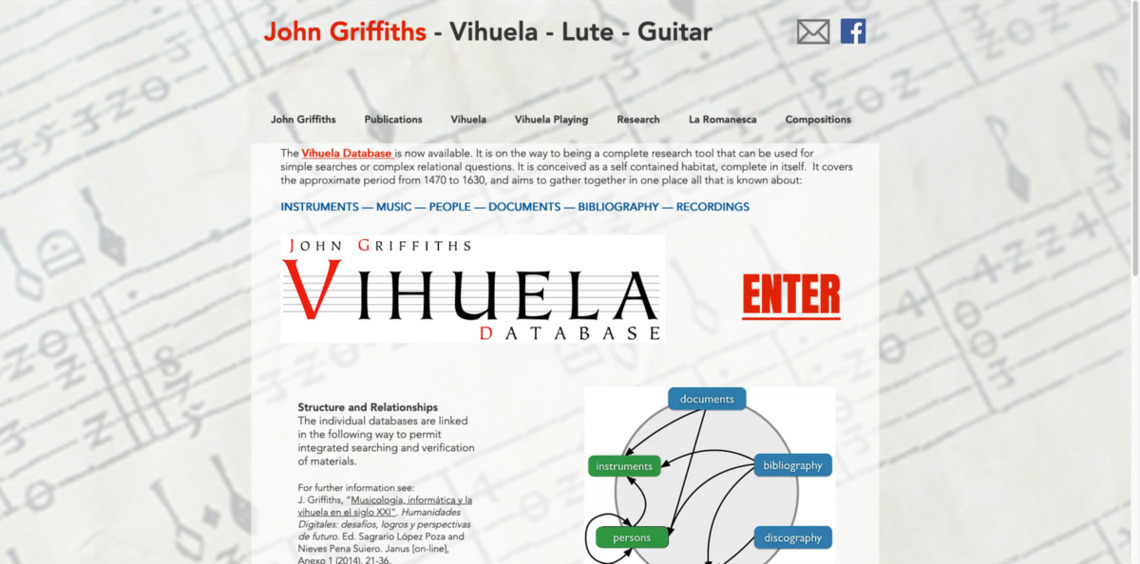 John Griffiths - Vihuela - Lute - Guitar
John Griffiths Publications Vihuela Vihuela Playing Research La Romanesca Compositions
The Vihuela Database is now available. It is on the way to being a complete research tool that can be used for
simple searches or complex relational questions. It is conceived as a self contained habitat, complete in itself. It covers
the approximate period from 1470 to 1630, and aims to gather together in one place all that is known about:
INSTRUMENTS — MUSIC — PEOPLE — DOCUMENTS — BIBLIOGRAPHY — RECORDINGS
JOHN GRIFFITHS
VIHUELA
DATABASE
ENTER
Structure and Relationships
The individual databases are linked
in the following way to permit
integrated searching and verification
of materials.
For further information see:
J. Griffiths, "Musicología, informática y la
vihuela en el siglo XXI". Humanidades
Digitales: desafíos, logros y perspectivas
de futuro. Ed. Sagrario López Poza and
Nieves Pena Suiero. Janus [on-line],
Anexo 1 (2014), 21-36.
documents
instruments
bibliography
persons
discography